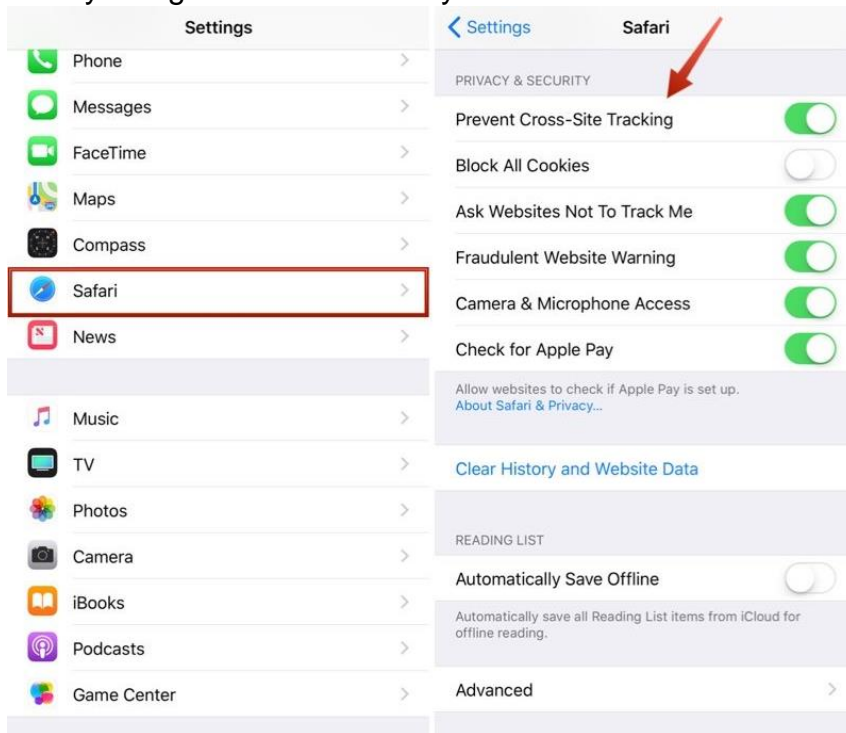 Settings
Phone
Messages
FaceTime
Maps
Compass
Safari
News
Music
TV
Photos
Camera
iBooks
Podcasts
Game Center
Settings
Safari
PRIVACY & SECURITY
Prevent Cross-Site Tracking
Block All Cookies
Ask Websites Not To Track Me
Fraudulent Website Warning
Camera & Microphone Access
Check for Apple Pay
Allow websites to check if Apple Pay is set up.
About Safari & Privacy...
Clear History and Website Data
READING LIST
Automatically Save Offline
Automatically save all Reading List items from iCloud for
offline reading.
Advanced